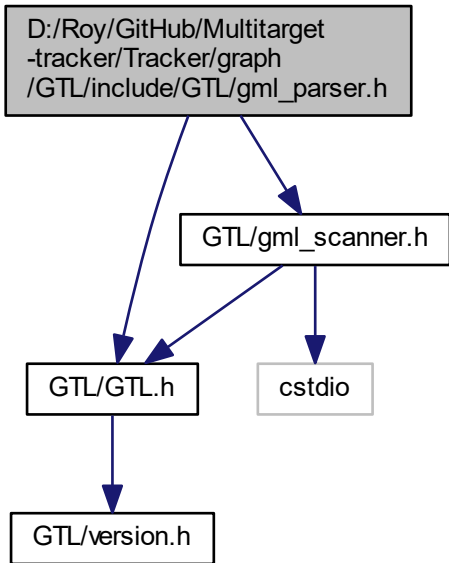 D:/Roy/GitHub/Multitarget
-tracker/Tracker/graph
/GTL/include/GTL/gml_parser.h
GTL/gml_scanner.h
GTL/GTL.h
cstdio
GTL/version.h